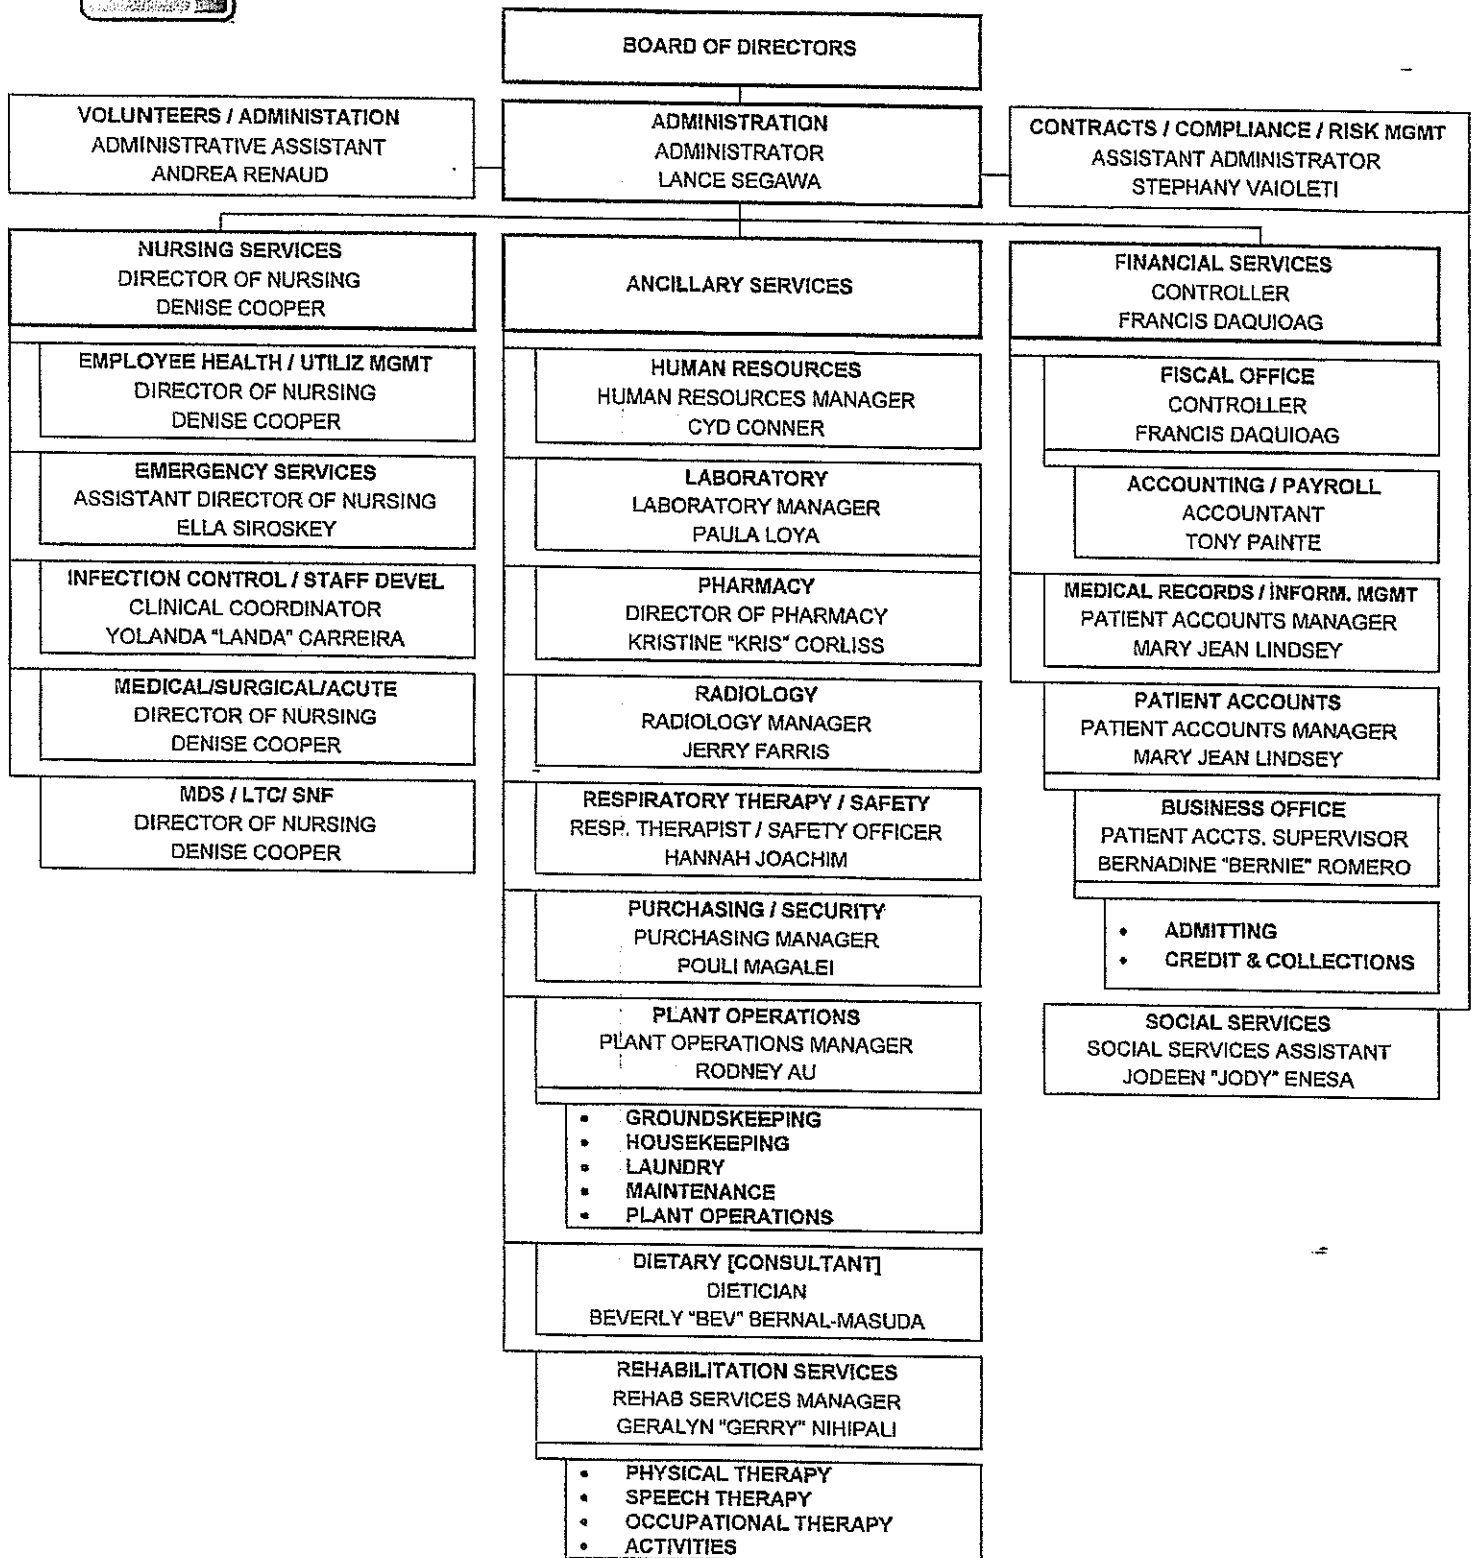 BOARD OF DIRECTORS
VOLUNTEERS / ADMINISTATION
ADMINISTRATIVE ASSISTANT
ANDREA RENAUD
ADMINISTRATION
ADMINISTRATOR
LANCE SEGAWA
CONTRACTS / COMPLIANCE / RISK MGMT
ASSISTANT ADMINISTRATOR
STEPHANY VAIOLETI
NURSING SERVICES
DIRECTOR OF NURSING
DENISE COOPER
EMPLOYEE HEALTH / UTILIZ MGMT
DIRECTOR OF NURSING
DENISE COOPER
EMERGENCY SERVICES
ASSISTANT DIRECTOR OF NURSING
ELLA SIROSKEY
INFECTION CONTROL / STAFF DEVEL
CLINICAL COORDINATOR
YOLANDA "LANDA" CARREIRA
MEDICAL/SURGICAL/ACUTE
DIRECTOR OF NURSING
DENISE COOPER
MDS / LTC/ SNF
DIRECTOR OF NURSING
DENISE COOPER
ANCILLARY SERVICES
HUMAN RESOURCES
HUMAN RESOURCES MANAGER
CYD CONNER
LABORATORY
LABORATORY MANAGER
PAULA LOYA
PHARMACY
DIRECTOR OF PHARMACY
KRISTINE "KRIS" CORLISS
RADIOLOGY
RADIOLOGY MANAGER
JERRY FARRIS
RESPIRATORY THERAPY / SAFETY
RESP. THERAPIST / SAFETY OFFICER
HANNAH JOACHIM
PURCHASING / SECURITY
PURCHASING MANAGER
POULI MAGALEI
PLANT OPERATIONS
PLANT OPERATIONS MANAGER
RODNEY AU
• GROUNDSKEEPING
• HOUSEKEEPING
• LAUNDRY
• MAINTENANCE
• PLANT OPERATIONS
DIETARY [CONSULTANT]
DIETICIAN
BEVERLY "BEV" BERNAL-MASUDA
REHABILITATION SERVICES
REHAB SERVICES MANAGER
GERALYN "GERRY" NIHIPALI
• PHYSICAL THERAPY
• SPEECH THERAPY
• OCCUPATIONAL THERAPY
• ACTIVITIES
FINANCIAL SERVICES
CONTROLLER
FRANCIS DAQUIOAG
FISCAL OFFICE
CONTROLLER
FRANCIS DAQUIOAG
ACCOUNTING / PAYROLL
ACCOUNTANT
TONY PAINTE
MEDICAL RECORDS / INFORM. MGMT
PATIENT ACCOUNTS MANAGER
MARY JEAN LINDSEY
PATIENT ACCOUNTS
PATIENT ACCOUNTS MANAGER
MARY JEAN LINDSEY
BUSINESS OFFICE
PATIENT ACCTS. SUPERVISOR
BERNADINE "BERNIE" ROMERO
• ADMITTING
• CREDIT & COLLECTIONS
SOCIAL SERVICES
SOCIAL SERVICES ASSISTANT
JODEEN "JODY" ENESA